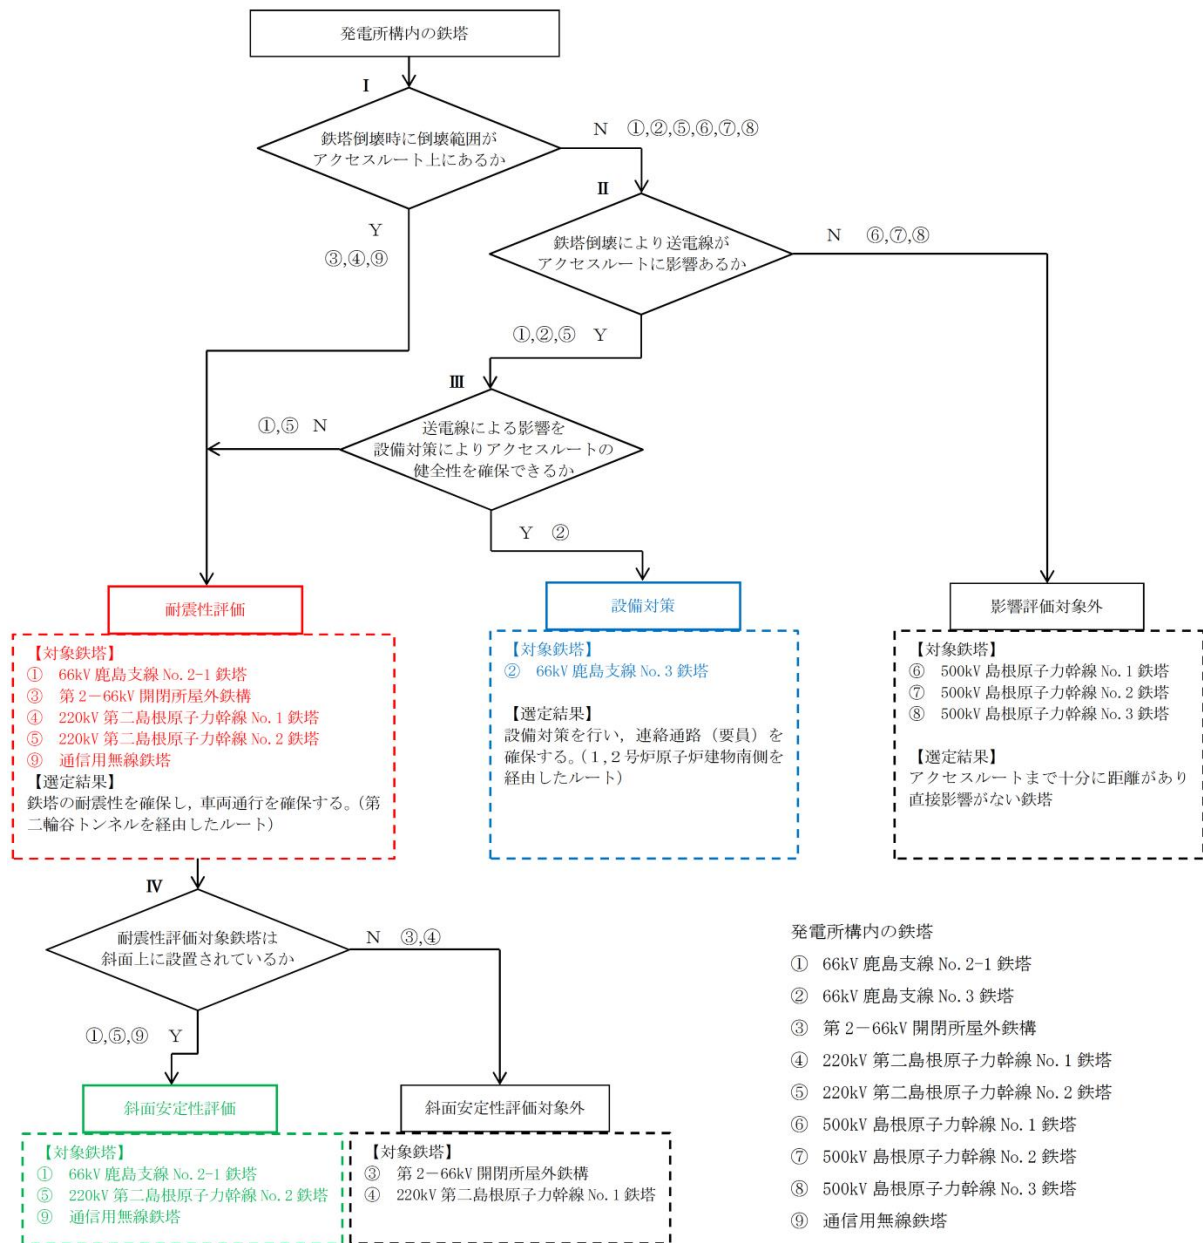 発電所構内の鉄塔
Ⅰ
鉄塔倒壊時に倒壊範囲が
アクセスルート上にあるか
N ①,②,⑤,⑥,⑦,⑧
Y
③,④,⑨
Ⅱ
鉄塔倒壊により送電線が
アクセスルートに影響あるか
N ⑥,⑦,⑧
①,②,⑤ Y
Ⅲ
送電線による影響を
設備対策によりアクセスルートの
健全性を確保できるか
①,⑤ N
Y ②
耐震性評価
【対象鉄塔】
① 66kV 鹿島支線 No.2-1 鉄塔
③ 第2-66kV 開閉所屋外鉄構
④ 220kV 第二島根原子力幹線 No.1 鉄塔
⑤ 220kV 第二島根原子力幹線 No.2 鉄塔
⑨ 通信用無線鉄塔
【選定結果】
鉄塔の耐震性を確保し,車両通行を確保する。(第
二輪谷トンネルを経由したルート)
設備対策
【対象鉄塔】
② 66kV 鹿島支線 No.3 鉄塔
【選定結果】
設備対策を行い,連絡通路(要員)を
確保する。(1,2号炉原子炉建物南側を
経由したルート)
影響評価対象外
【対象鉄塔】
⑥ 500kV 島根原子力幹線 No.1 鉄塔
⑦ 500kV 島根原子力幹線 No.2 鉄塔
⑧ 500kV 島根原子力幹線 No.3 鉄塔
【選定結果】
アクセスルートまで十分に距離があり
直接影響がない鉄塔
Ⅳ
耐震性評価対象鉄塔は
斜面上に設置されているか
N ③,④
①,⑤,⑨ Y
斜面安定性評価
【対象鉄塔】
① 66kV 鹿島支線 No.2-1 鉄塔
⑤ 220kV 第二島根原子力幹線 No.2 鉄塔
⑨ 通信用無線鉄塔
斜面安定性評価対象外
【対象鉄塔】
③ 第2-66kV 開閉所屋外鉄構
④ 220kV 第二島根原子力幹線 No.1 鉄塔
発電所構内の鉄塔
① 66kV 鹿島支線 No.2-1 鉄塔
② 66kV 鹿島支線 No.3 鉄塔
③ 第2-66kV 開閉所屋外鉄構
④ 220kV 第二島根原子力幹線 No.1 鉄塔
⑤ 220kV 第二島根原子力幹線 No.2 鉄塔
⑥ 500kV 島根原子力幹線 No.1 鉄塔
⑦ 500kV 島根原子力幹線 No.2 鉄塔
⑧ 500kV 島根原子力幹線 No.3 鉄塔
⑨ 通信用無線鉄塔